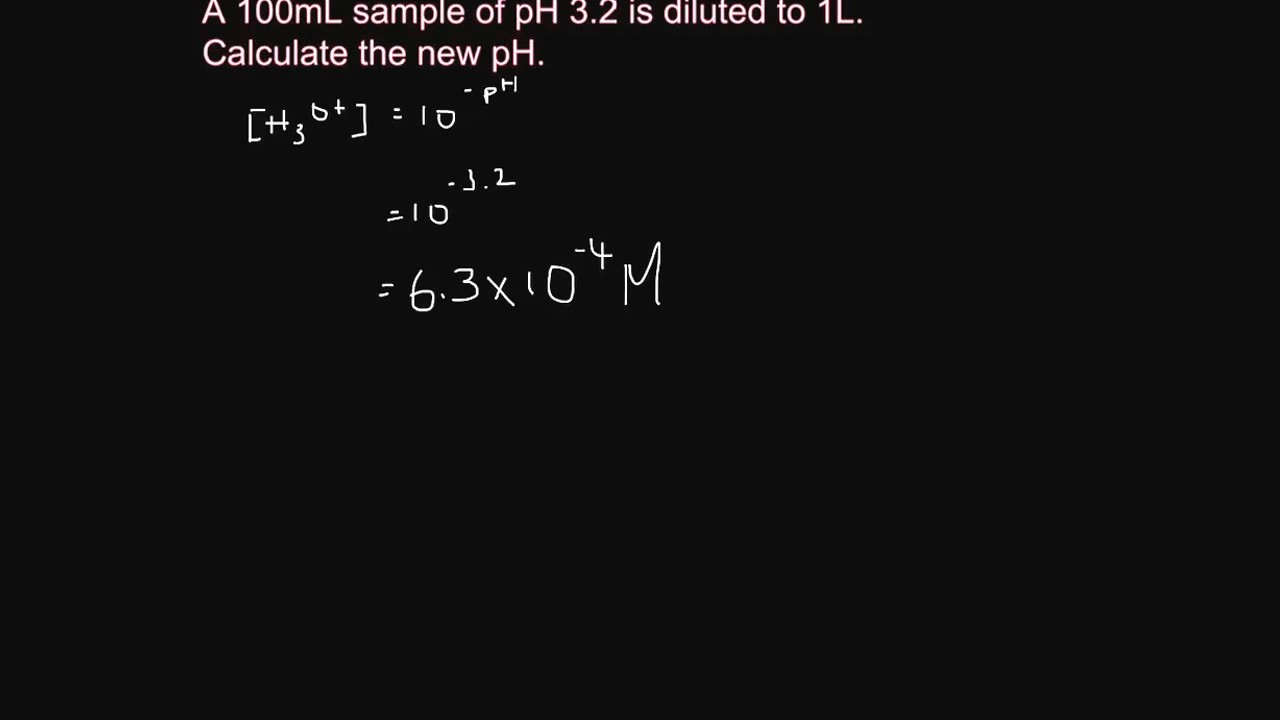 A 100mL sample of pH 3.2 is diluted to 1L.
Calculate the new pH.
[H₃O⁺] = 10⁻ᵖᴴ
= 10⁻³·²
= 6.3 x 10⁻⁴ M